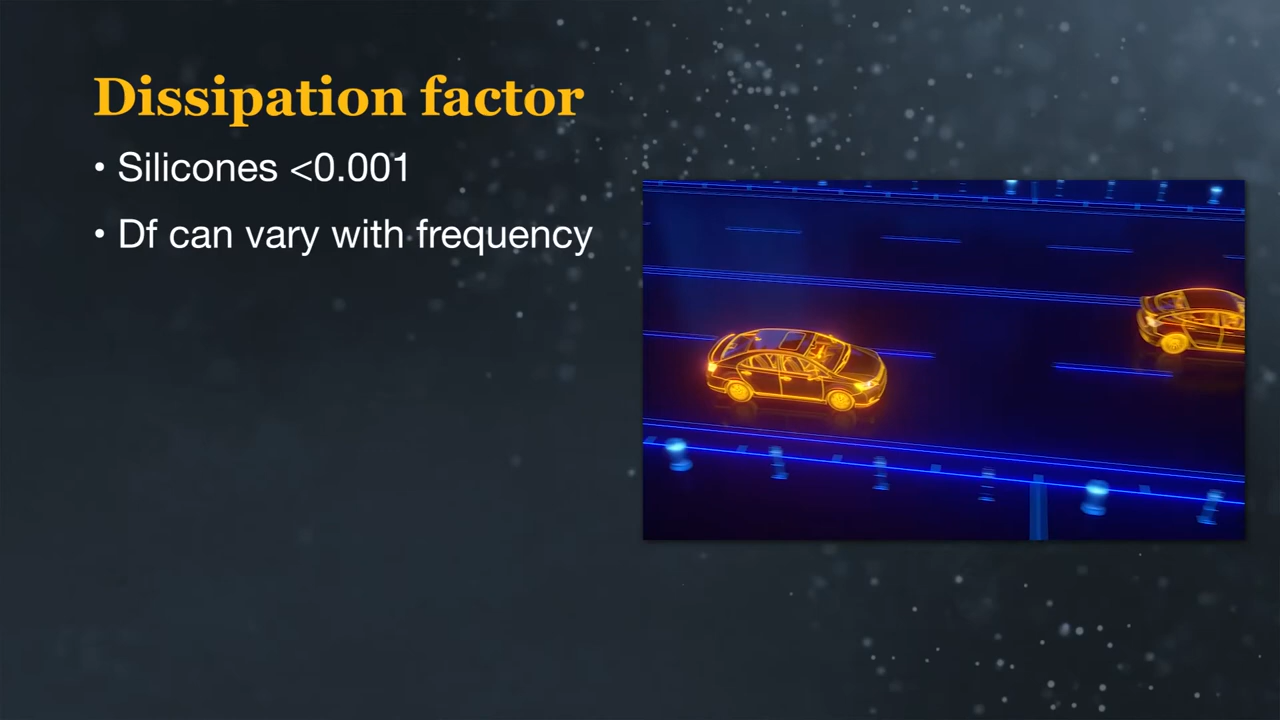 Dissipation factor
• Silicones <0.001
• Df can vary with frequency